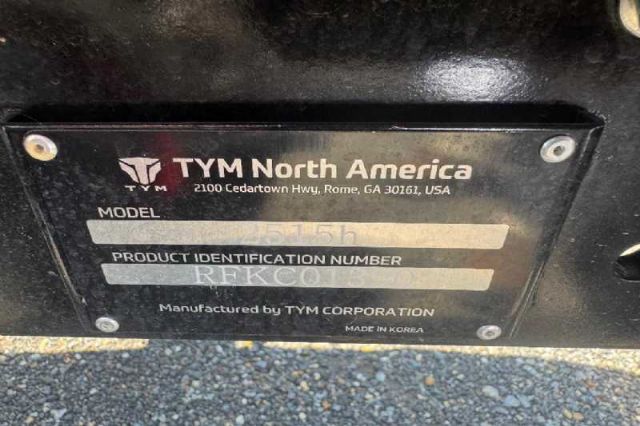 TYM
TYM North America
2100 Cedartown Hwy, Rome, GA 30161, USA
MODEL
2515h
PRODUCT IDENTIFICATION NUMBER
Manufactured by TYM CORPORATION
MADE IN KOREA